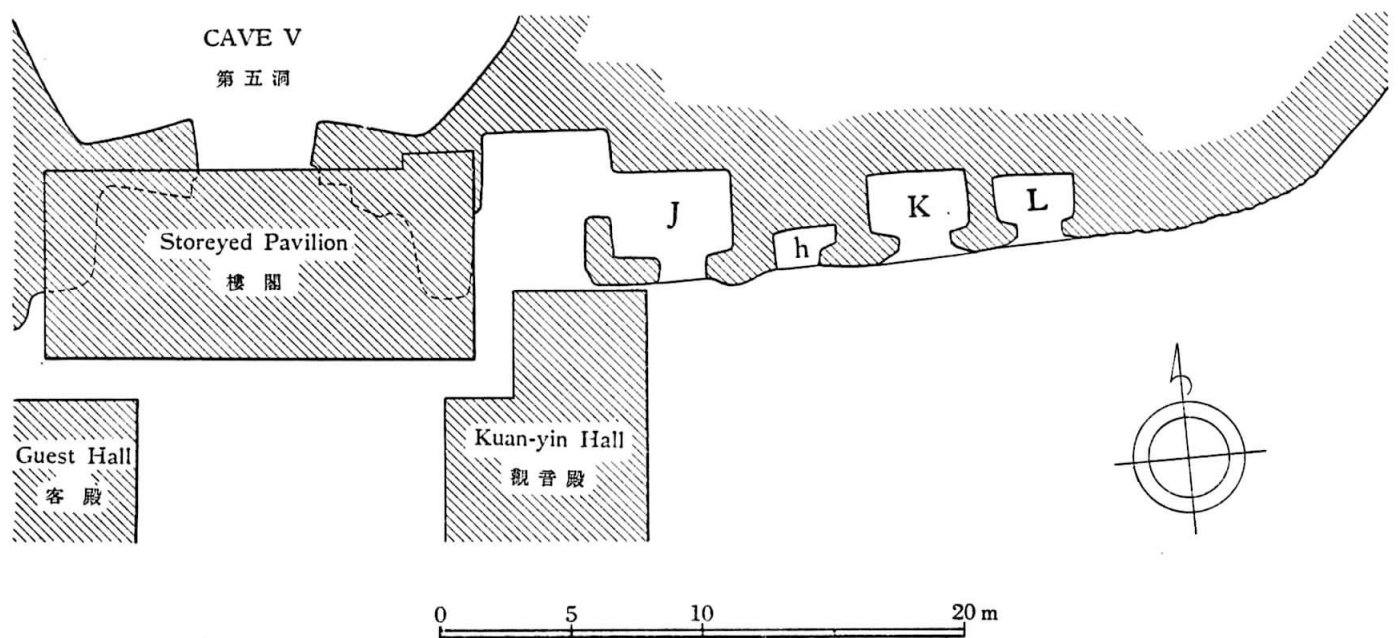 CAVE V
第五洞
Storeyed Pavilion
樓閣
J
h
K
L
Guest Hall
客殿
Kuan-yin Hall
觀音殿
0 5 10 20 m